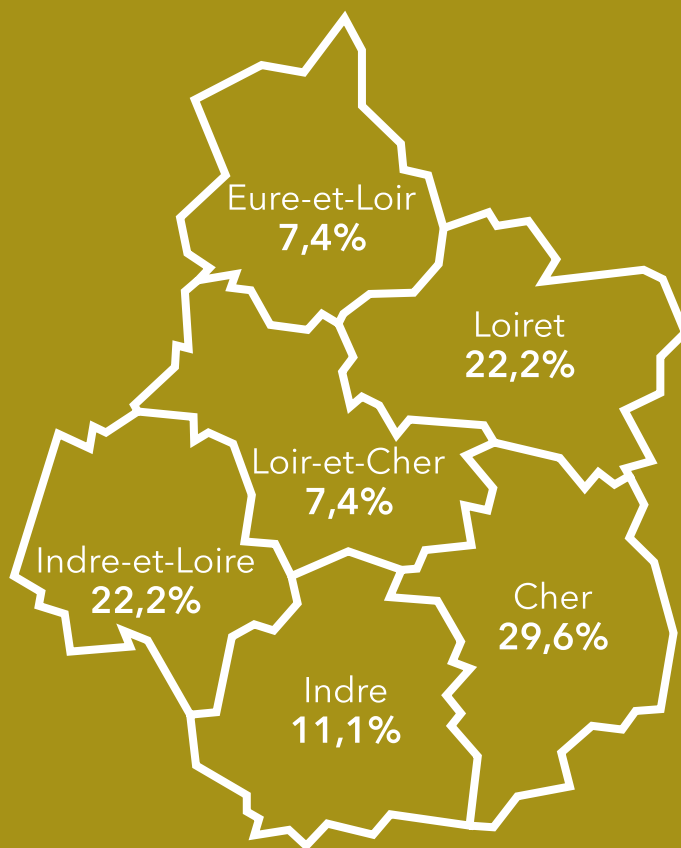 Eure-et-Loir
7,4%
Loiret
22,2%
Loir-et-Cher
7,4%
Indre-et-Loire
22,2%
Cher
29,6%
Indre
11,1%